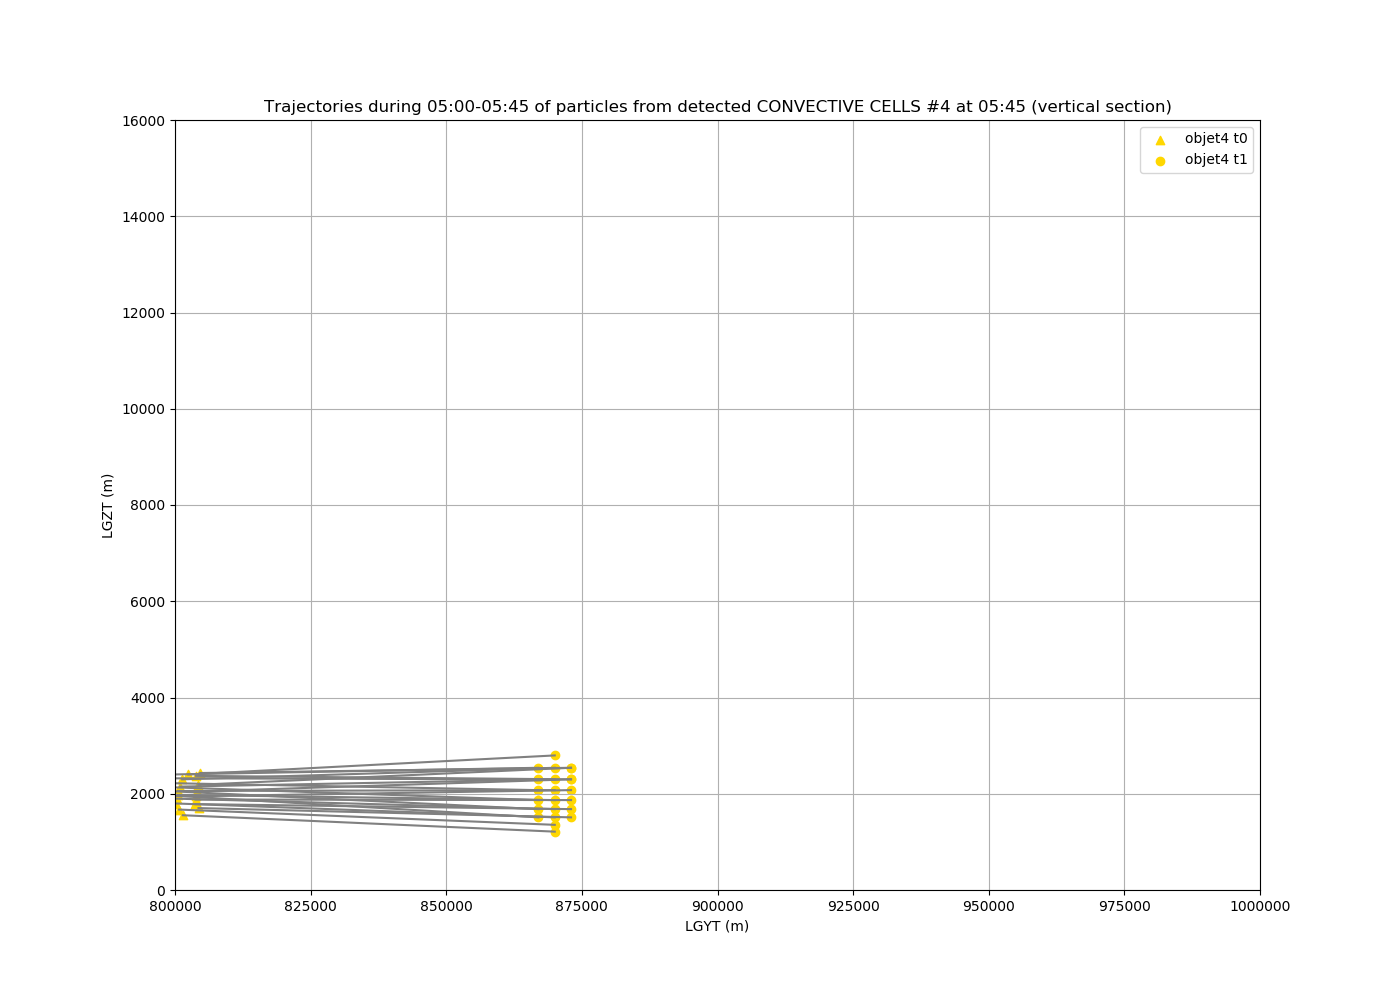 Trajectories during 05:00-05:45 of particles from detected CONVECTIVE CELLS #4 at 05:45 (vertical section)
objet4 t0
objet4 t1
16000
14000
12000
10000
8000
6000
4000
2000
0
LGZT (m)
800000 825000 850000 875000 900000 925000 950000 975000 1000000
LGYT (m)